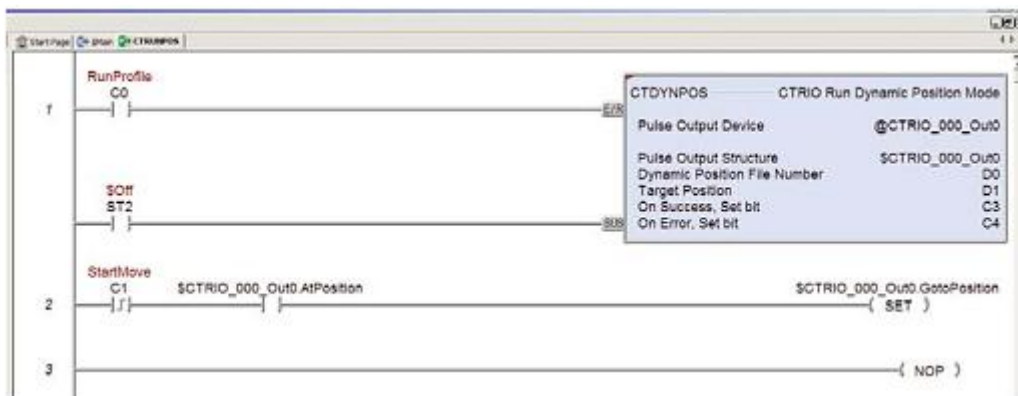 Start Page $Main CTRUNPOS
RunProfile
C0
1
E/R
CTDYNPOS CTRIO Run Dynamic Position Mode
Pulse Output Device @CTRIO_000_Out0
Pulse Output Structure $CTRIO_000_Out0
Dynamic Position File Number D0
Target Position D1
On Success, Set bit C3
On Error, Set bit C4
$Off
ST2
SUS
StartMove
C1
$CTRIO_000_Out0.AtPosition
$CTRIO_000_Out0.GotoPosition
2
SET
3
NOP